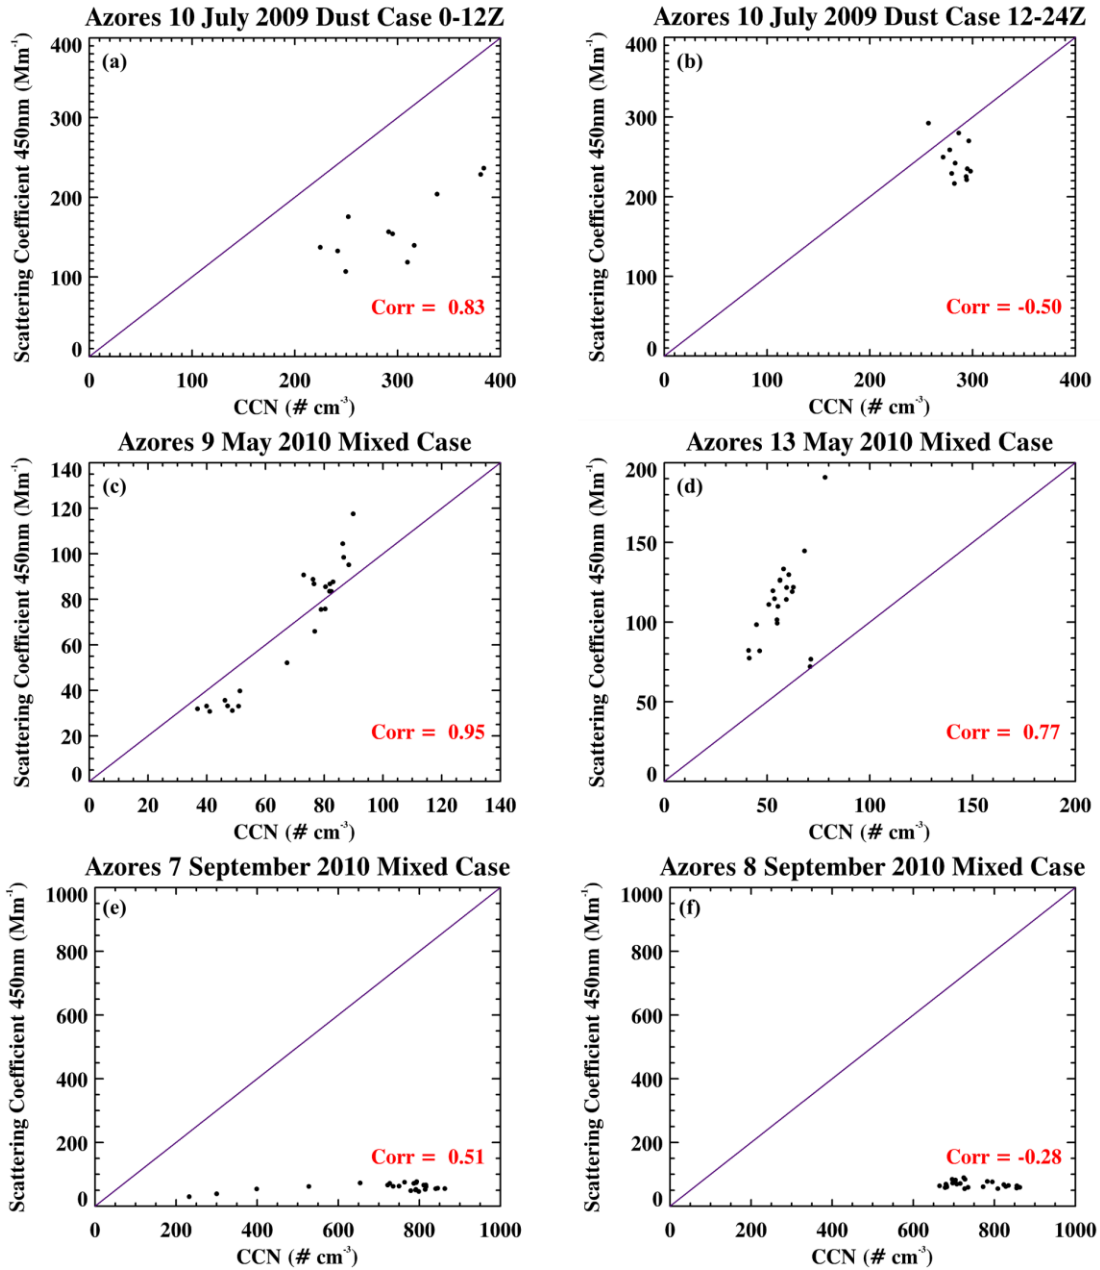 Azores 10 July 2009 Dust Case 0-12Z
(a)
Scattering Coefficient 450nm (Mm⁻¹)
400
300
200
100
0
Corr = 0.83
0 100 200 300 400
CCN (# cm⁻³)
Azores 10 July 2009 Dust Case 12-24Z
(b)
Scattering Coefficient 450nm (Mm⁻¹)
400
300
200
100
0
Corr = -0.50
0 100 200 300 400
CCN (# cm⁻³)
Azores 9 May 2010 Mixed Case
(c)
Scattering Coefficient 450nm (Mm⁻¹)
140
120
100
80
60
40
20
0
Corr = 0.95
0 20 40 60 80 100 120 140
CCN (# cm⁻³)
Azores 13 May 2010 Mixed Case
(d)
Scattering Coefficient 450nm (Mm⁻¹)
200
150
100
50
0
Corr = 0.77
0 50 100 150 200
CCN (# cm⁻³)
Azores 7 September 2010 Mixed Case
(e)
Scattering Coefficient 450nm (Mm⁻¹)
1000
800
600
400
200
0
Corr = 0.51
0 200 400 600 800 1000
CCN (# cm⁻³)
Azores 8 September 2010 Mixed Case
(f)
Scattering Coefficient 450nm (Mm⁻¹)
1000
800
600
400
200
0
Corr = -0.28
0 200 400 600 800 1000
CCN (# cm⁻³)